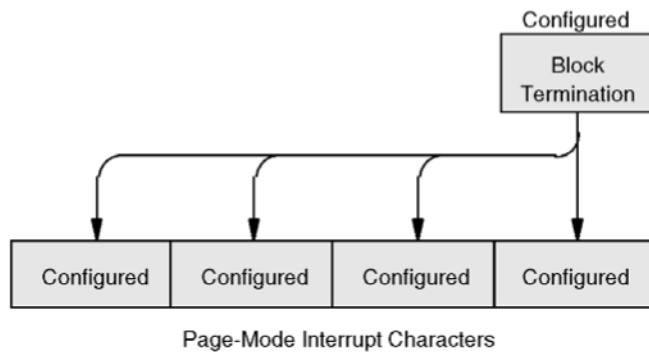 Configured
Block
Termination
Configured Configured Configured Configured
Page-Mode Interrupt Characters